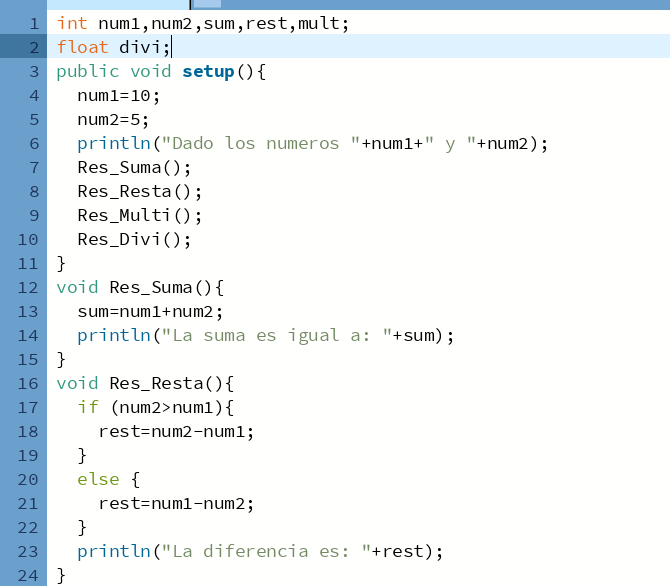 1 int num1,num2,sum,rest,mult;
2 float divi;
3 public void setup(){
4   num1=10;
5   num2=5;
6   println("Dado los numeros "+num1+" y "+num2);
7   Res_Suma();
8   Res_Resta();
9   Res_Multi();
10   Res_Divi();
11 }
12 void Res_Suma(){
13   sum=num1+num2;
14   println("La suma es igual a: "+sum);
15 }
16 void Res_Resta(){
17   if (num2>num1){
18     rest=num2-num1;
19   }
20   else {
21     rest=num1-num2;
22   }
23   println("La diferencia es: "+rest);
24 }